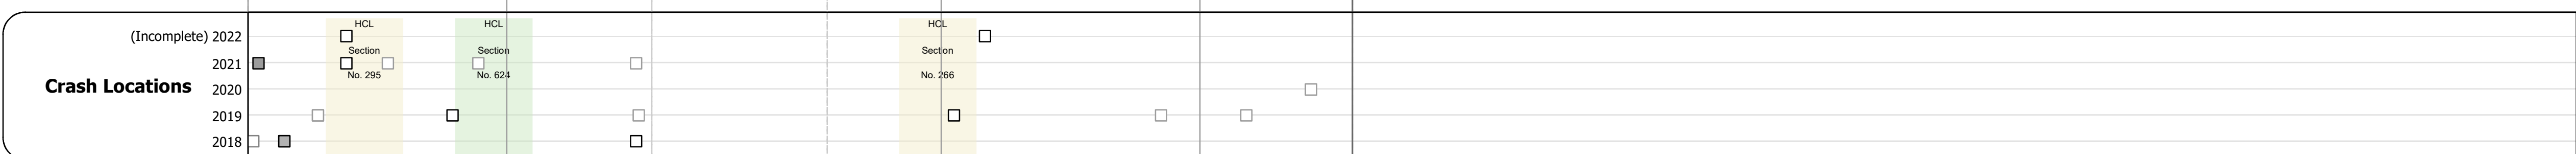 HCL HCL HCL
(Incomplete) 2022
Section Section Section
2021
No. 295 No. 624 No. 266
Crash Locations
2020
2019
2018